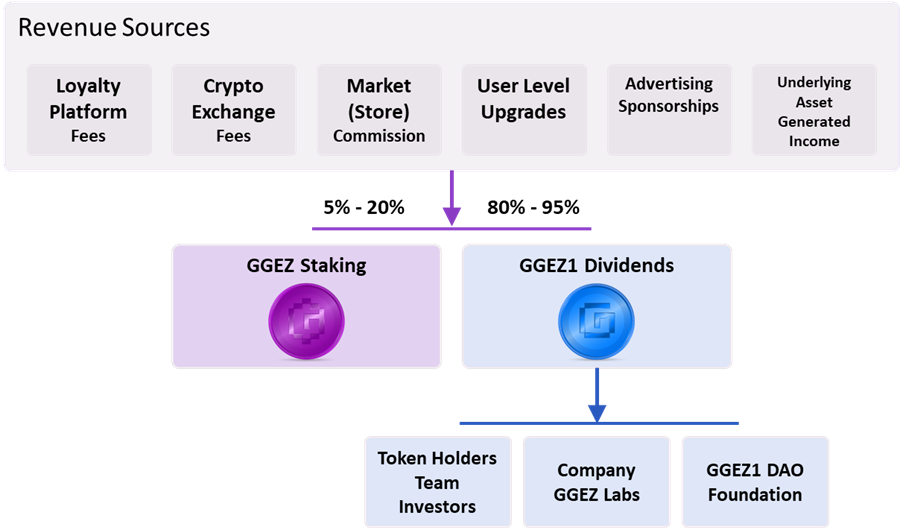 Revenue Sources
Loyalty
Platform
Fees
Crypto
Exchange
Fees
Market
(Store)
Commission
User Level
Upgrades
Advertising
Sponsorships
Underlying
Asset
Generated
Income
5% - 20%
80% - 95%
GGEZ Staking
GGEZ1 Dividends
Token Holders
Team
Investors
Company
GGEZ Labs
GGEZ1 DAO
Foundation